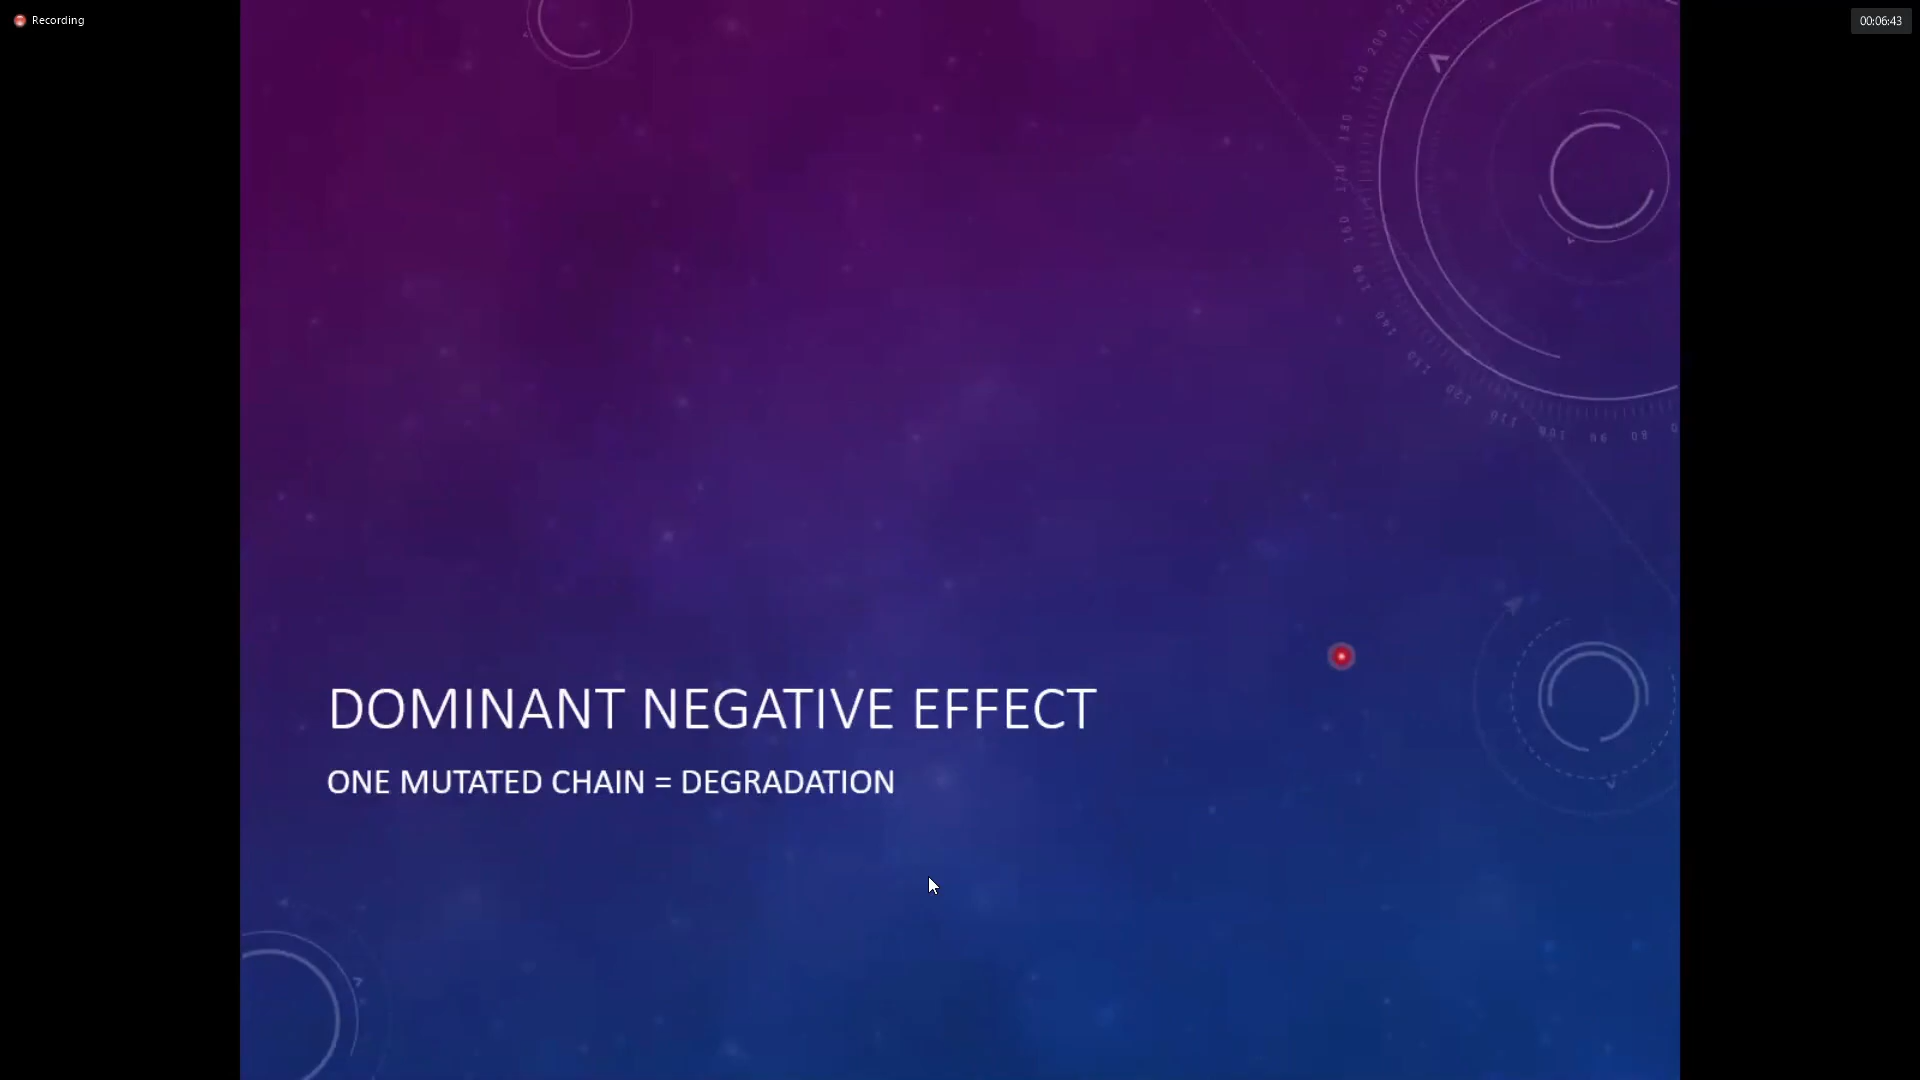 Recording
00:06:43
DOMINANT NEGATIVE EFFECT
ONE MUTATED CHAIN = DEGRADATION